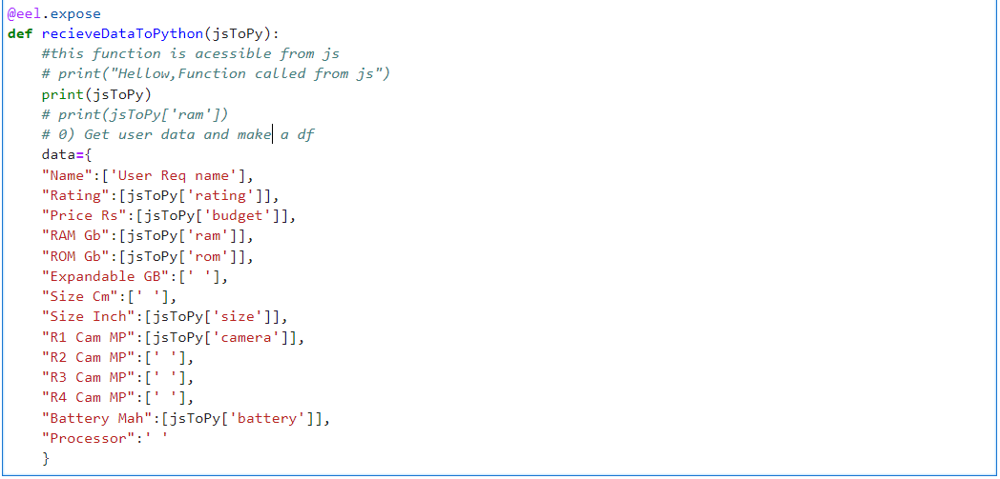 @eel.expose
def recieveDataToPython(jsToPy):
    #this function is acessible from js
    # print("Hellow,Function called from js")
    print(jsToPy)
    # print(jsToPy['ram'])
    # 0) Get user data and make a df
    data={
    "Name":['User Req name'],
    "Rating":[jsToPy['rating']],
    "Price Rs":[jsToPy['budget']],
    "RAM Gb":[jsToPy['ram']],
    "ROM Gb":[jsToPy['rom']],
    "Expandable GB":[' '],
    "Size Cm":[' '],
    "Size Inch":[jsToPy['size']],
    "R1 Cam MP":[jsToPy['camera']],
    "R2 Cam MP":[' '],
    "R3 Cam MP":[' '],
    "R4 Cam MP":[' '],
    "Battery Mah":[jsToPy['battery']],
    "Processor":' '
    }